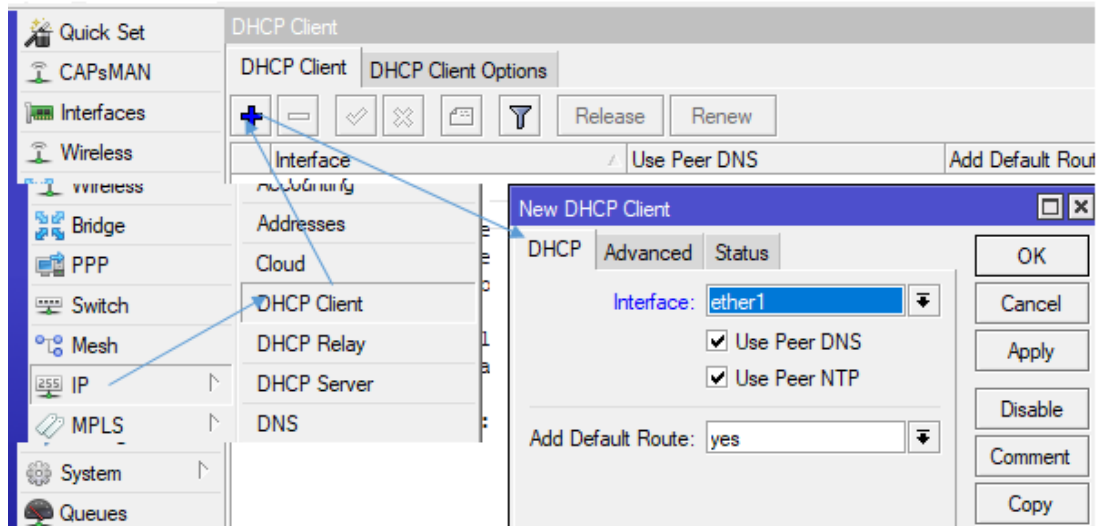 Quick Set
CAPsMAN
Interfaces
Wireless
Wireless
Bridge
PPP
Switch
Mesh
255 IP
MPLS
System
Queues
DHCP Client
DHCP Client DHCP Client Options
Release Renew
Interface Use Peer DNS Add Default Rout
Accounting
Addresses
Cloud
DHCP Client
DHCP Relay
DHCP Server
DNS
New DHCP Client
DHCP Advanced Status
Interface: ether1
Use Peer DNS
Use Peer NTP
Add Default Route: yes
OK
Cancel
Apply
Disable
Comment
Copy